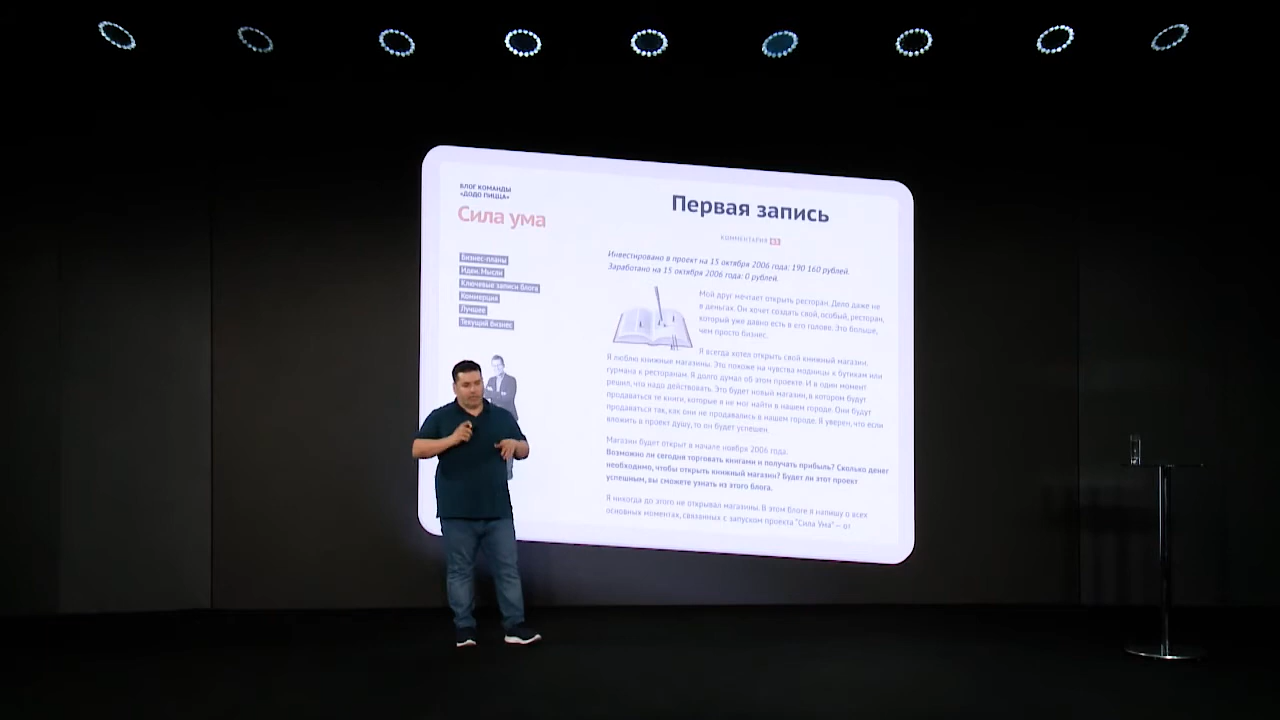 БЛОГ КОМАНДЫ
«ДОДО ПИЦЦА»
Сила ума
Бизнес-планы
Идеи. Мысли
Ключевые записи блога
Коммерция
Лучшее
Текущий бизнес
Первая запись
КОММЕНТАРИЯ
Инвестировано в проект на 15 октября 2006 года: 190 160 рублей.
Заработано на 15 октября 2006 года: 0 рублей.
Мой друг мечтает открыть ресторан. Дело даже не
в деньгах. Он хочет создать свой, особый, ресторан,
который уже давно есть в его голове. Это больше,
чем просто бизнес.
Я всегда хотел открыть свой книжный магазин.
Я люблю книжные магазины. Это похоже на чувства модницы к бутикам или
гурмана к ресторанам. Я долго думал об этом проекте. И в один момент
решил, что надо действовать. Это будет новый магазин, в котором будут
продаваться те книги, которые я не мог найти в нашем городе. Они будут
продаваться так, как они не продавались в нашем городе. Я уверен, что если
вложить в проект душу, то он будет успешен.
Магазин будет открыт в начале ноября 2006 года.
Возможно ли сегодня торговать книгами и получать прибыль? Сколько денег
необходимо, чтобы открыть книжный магазин? Будет ли этот проект
успешным, вы сможете узнать из этого блога.
Я никогда до этого не открывал магазины. В этом блоге я напишу о всех
основных моментах, связанных с запуском проекта "Сила Ума" — от